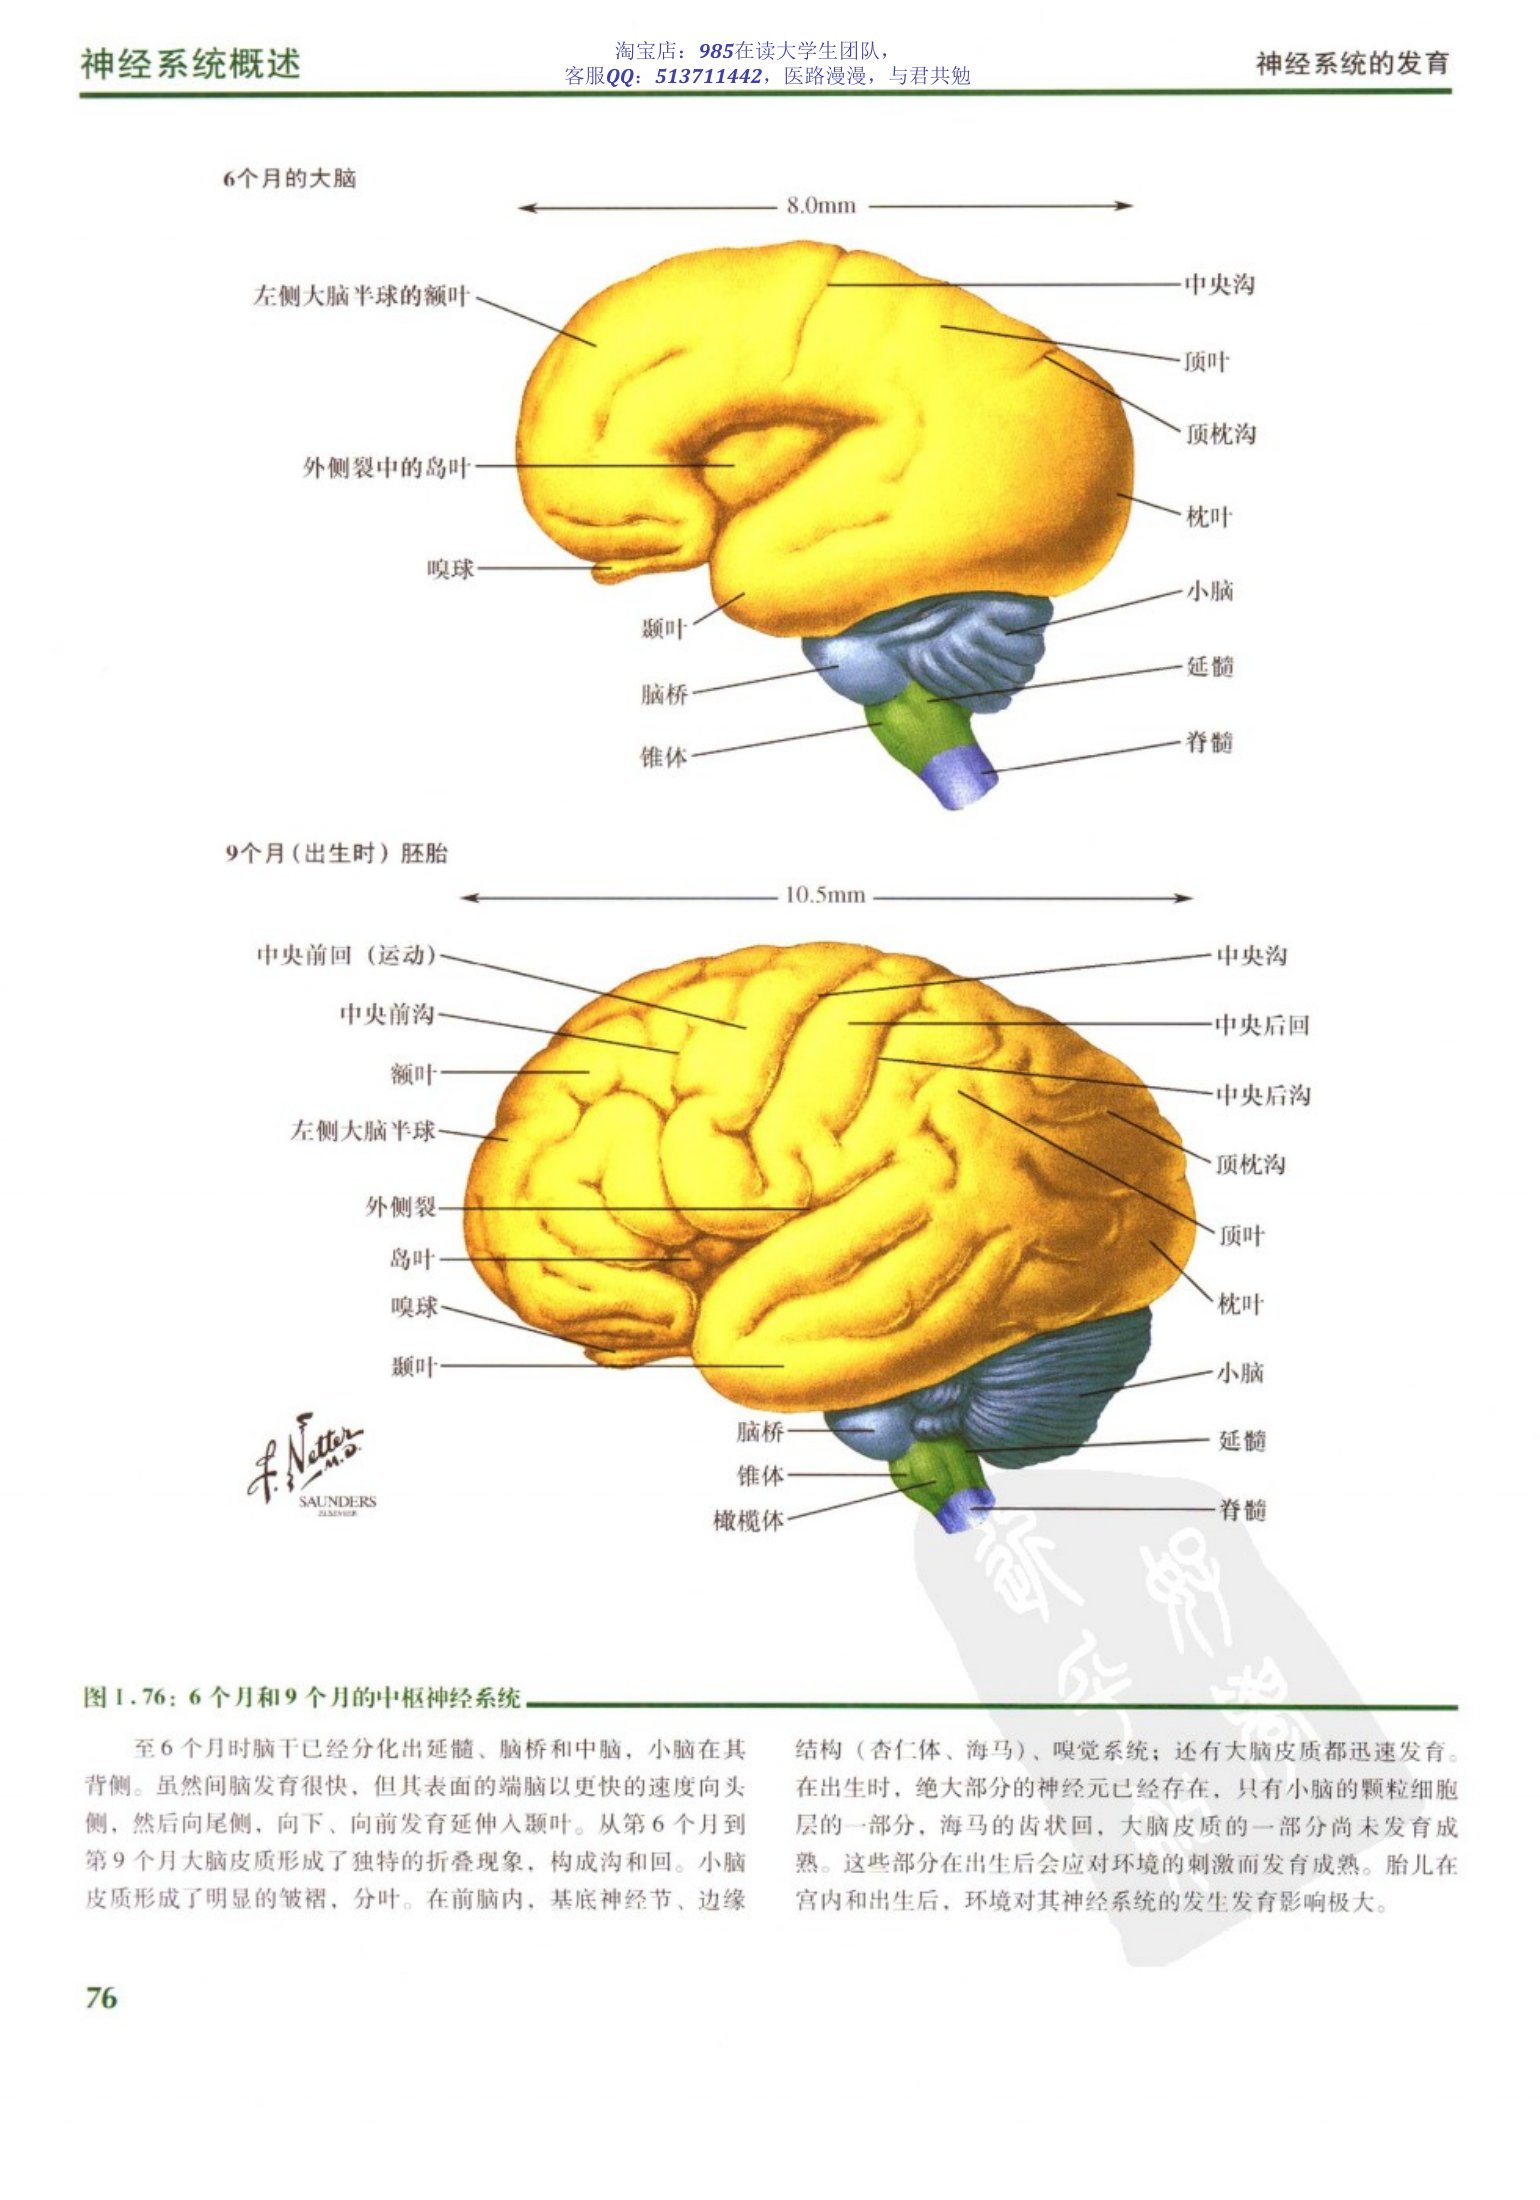 神经系统概述
淘宝店：985在读大学生团队，
客服QQ：513711442，医路漫漫，与君共勉
神经系统的发育
6个月的大脑
8.0mm
左侧大脑半球的额叶
中央沟
顶叶
顶枕沟
外侧裂中的岛叶
枕叶
嗅球
小脑
颞叶
延髓
脑桥
脊髓
锥体
9个月（出生时）胚胎
10.5mm
中央前回（运动）
中央沟
中央前沟
中央后回
额叶
中央后沟
左侧大脑半球
顶枕沟
外侧裂
顶叶
岛叶
枕叶
嗅球
颞叶
小脑
脑桥
延髓
锥体
脊髓
橄榄体
F. Netter
M.D.
SAUNDERS
ELSEVIER
图 I.76：6 个月和 9 个月的中枢神经系统
至 6 个月时脑干已经分化出延髓、脑桥和中脑，小脑在其
背侧。虽然间脑发育很快，但其表面的端脑以更快的速度向头
侧，然后向尾侧，向下、向前发育延伸入颞叶。从第 6 个月到
第 9 个月大脑皮质形成了独特的折叠现象，构成沟和回。小脑
皮质形成了明显的皱褶，分叶。在前脑内，基底神经节、边缘
结构（杏仁体、海马）、嗅觉系统；还有大脑皮质都迅速发育。
在出生时，绝大部分的神经元已经存在，只有小脑的颗粒细胞
层的一部分，海马的齿状回，大脑皮质的一部分尚未发育成
熟。这些部分在出生后会应对环境的刺激而发育成熟。胎儿在
宫内和出生后，环境对其神经系统的发生发育影响极大。
76